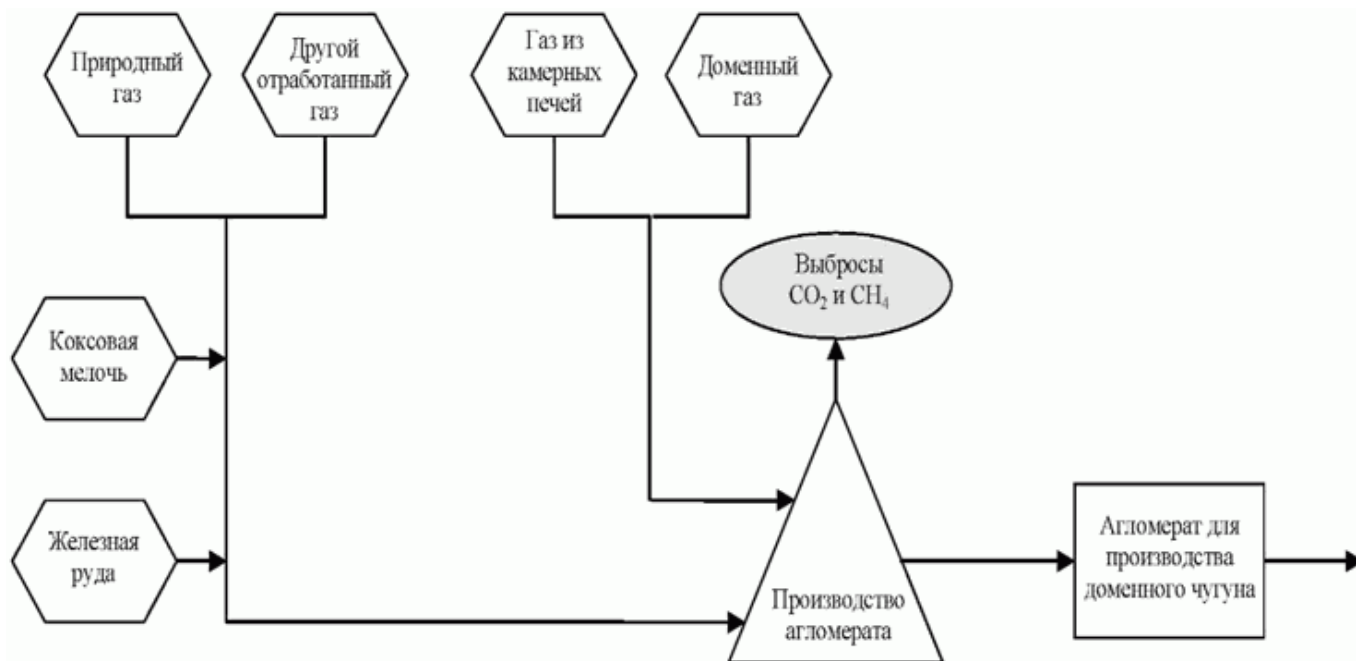 Природный
газ
Другой
отработанный
газ
Газ из
камерных
печей
Доменный
газ
Выбросы
CO₂ и CH₄
Коксовая
мелочь
Железная
руда
Производство
агломерата
Агломерат для
производства
доменного чугуна